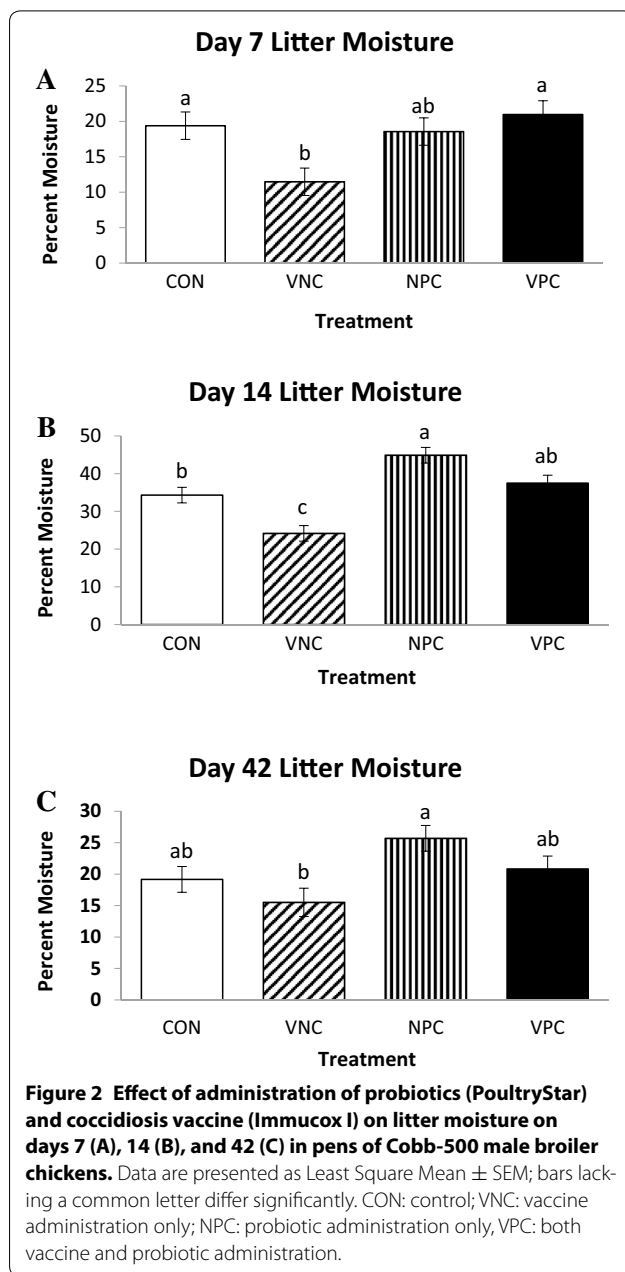 Day 7 Litter Moisture
A
Percent Moisture
25
20
15
10
5
0
a
b
ab
a
CON VNC NPC VPC
Treatment
Day 14 Litter Moisture
B
Percent Moisture
50
40
30
20
10
0
b
c
a
ab
CON VNC NPC VPC
Treatment
Day 42 Litter Moisture
C
Percent Moisture
30
25
20
15
10
5
0
ab
b
a
ab
CON VNC NPC VPC
Treatment
Figure 2 Effect of administration of probiotics (PoultryStar)
and coccidiosis vaccine (Immucox I) on litter moisture on
days 7 (A), 14 (B), and 42 (C) in pens of Cobb-500 male broiler
chickens. Data are presented as Least Square Mean ± SEM; bars lack-
ing a common letter differ significantly. CON: control; VNC: vaccine
administration only; NPC: probiotic administration only, VPC: both
vaccine and probiotic administration.